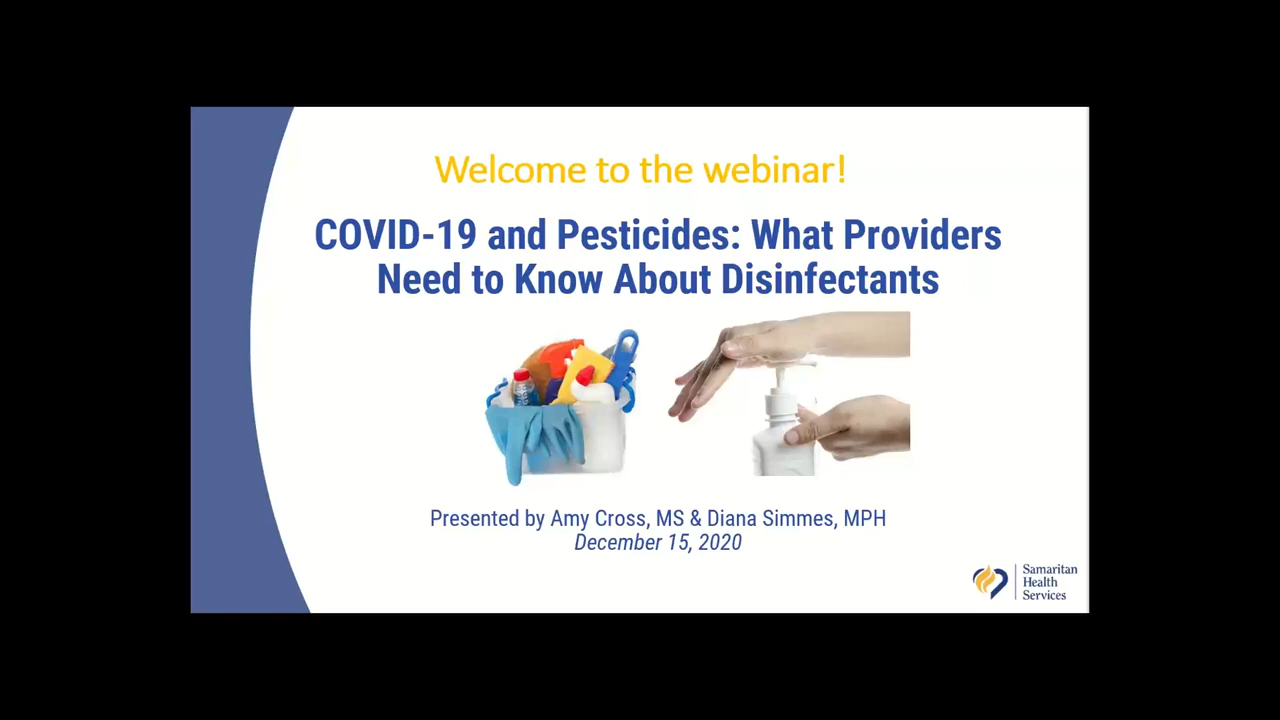 Welcome to the webinar!
COVID-19 and Pesticides: What Providers
Need to Know About Disinfectants
Presented by Amy Cross, MS & Diana Simmes, MPH
December 15, 2020
Samaritan
Health
Services